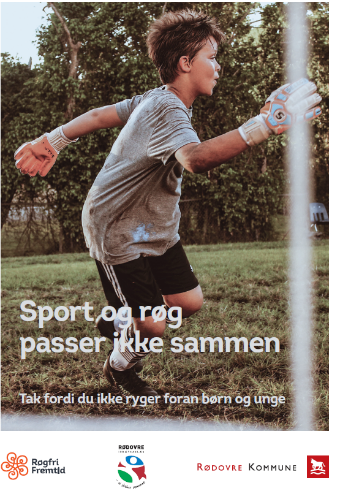 Sport og røg
passer ikke sammen
Tak fordi du ikke ryger foran børn og unge
Røgfri
Fremtid
RØDOVRE
RØDOVRE KOMMUNE